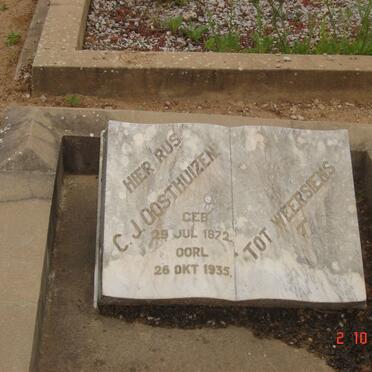 HIER RUS
C. J. OOSTHUIZEN
GEB
29 JUL 1872
OORL
26 OKT 1935.
TOT WEERSIENS
2 10